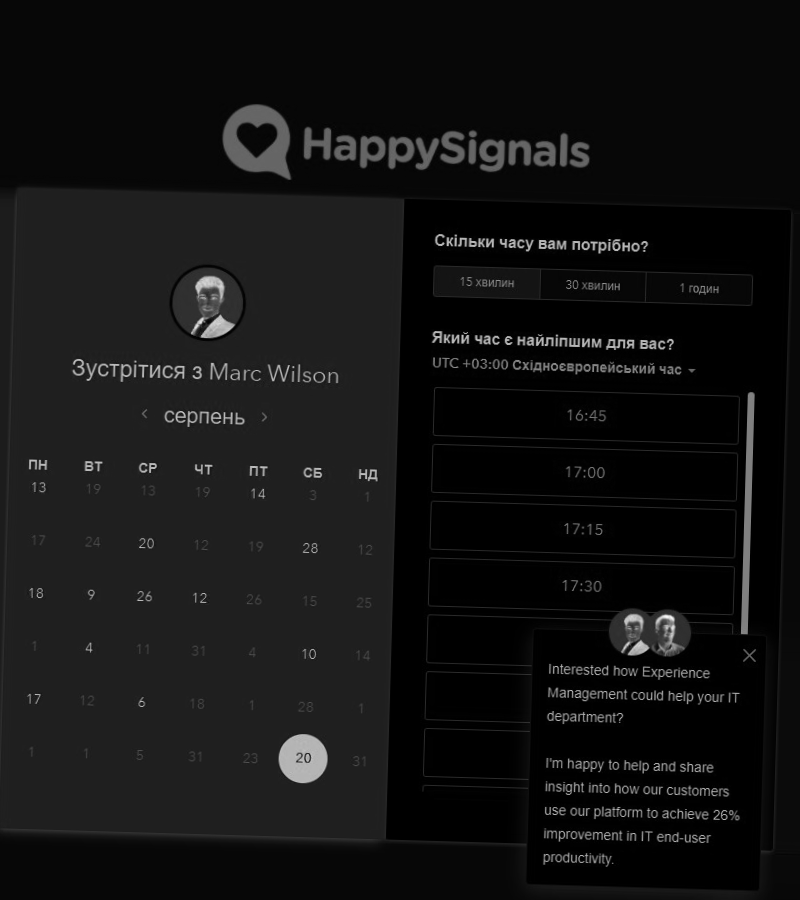 HappySignals
Зустрітися з Marc Wilson
серпень
ПН ВТ СР ЧТ ПТ СБ НД
13 19 13 19 14 3 1
17 24 20 12 19 28 12
18 9 26 12 26 15 25
1 4 11 31 4 10 14
17 12 6 18 1 28 1
1 1 5 31 23 20 31
Скільки часу вам потрібно?
15 хвилин 30 хвилин 1 годин
Який час є найліпшим для вас?
UTC +03:00 Східноєвропейський час
16:45
17:00
17:15
17:30
Interested how Experience
Management could help your IT
department?
I'm happy to help and share
insight into how our customers
use our platform to achieve 26%
improvement in IT end-user
productivity.